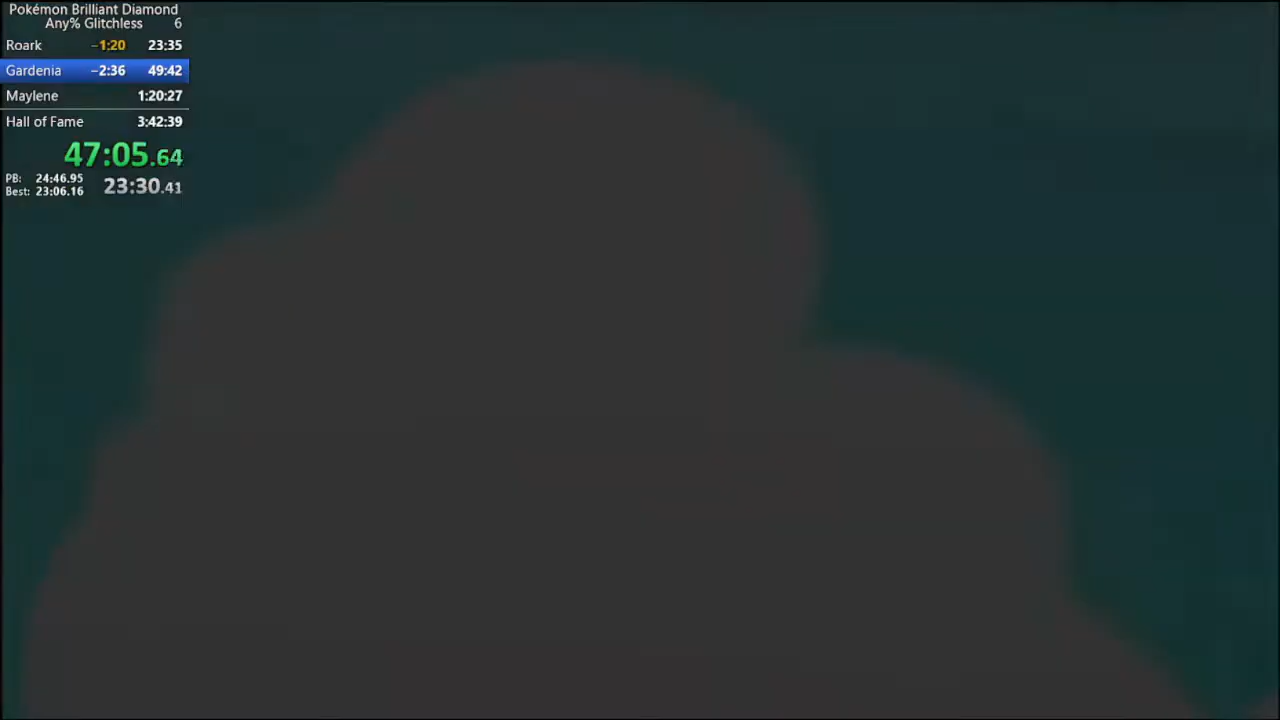 Pokémon Brilliant Diamond
Any% Glitchless 6
Roark −1:20 23:35
Gardenia −2:36 49:42
Maylene 1:20:27
Hall of Fame 3:42:39
47:05.64
PB: 24:46.95
Best: 23:06.16 23:30.41